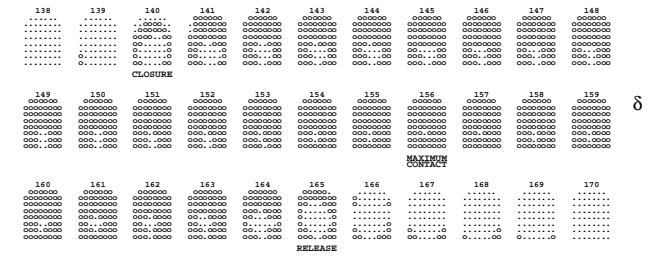 138 139 140 141 142 143 144 145 146 147 148
CLOSURE
149 150 151 152 153 154 155 156 157 158 159
δ
MAXIMUM
CONTACT
160 161 162 163 164 165 166 167 168 169 170
RELEASE